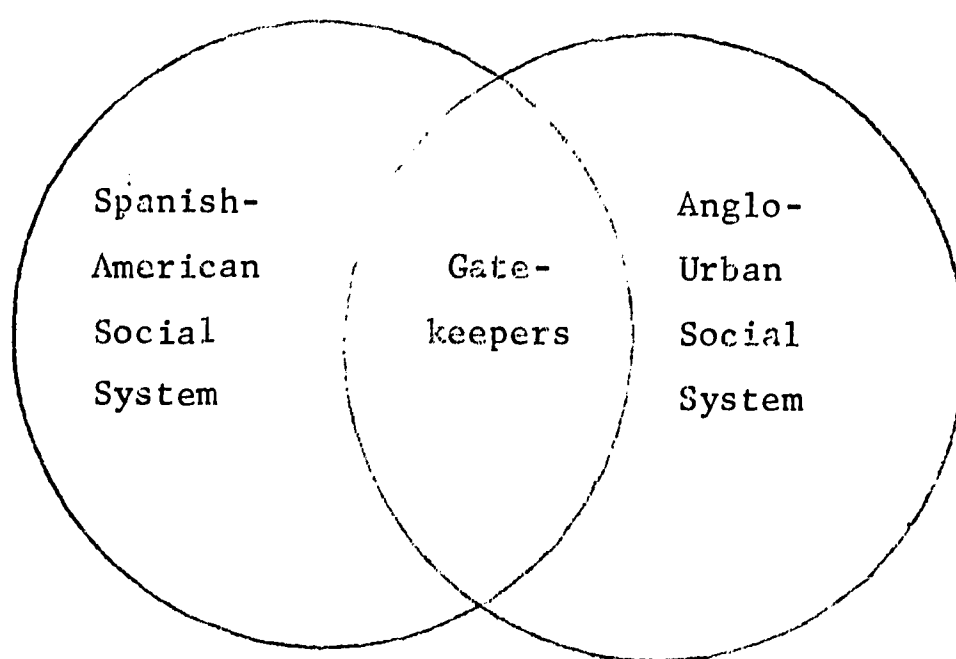 Spanish-
American
Social
System
Gate-
keepers
Anglo-
Urban
Social
System